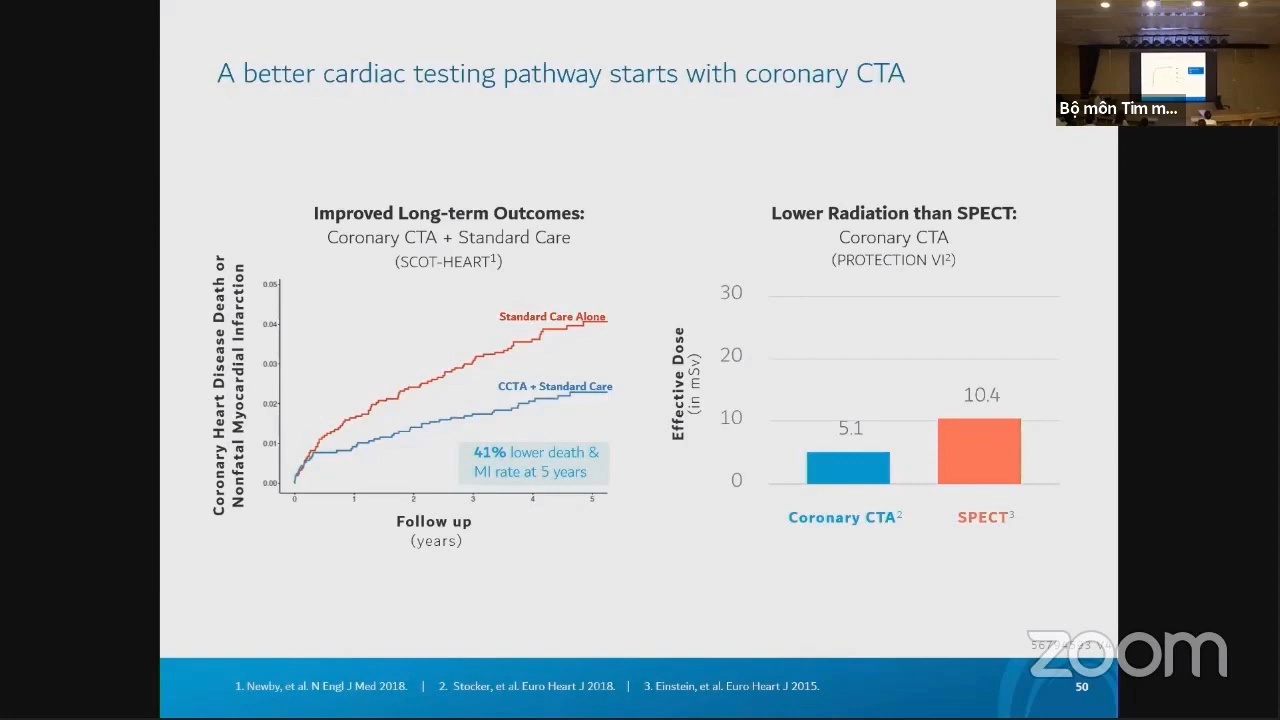 A better cardiac testing pathway starts with coronary CTA
Bộ môn Tim m...
Improved Long-term Outcomes:
Coronary CTA + Standard Care
(SCOT-HEART¹)
Coronary Heart Disease Death or
Nonfatal Myocardial Infarction
0.05
0.04
0.03
0.02
0.01
0.00
Standard Care Alone
CCTA + Standard Care
41% lower death &
MI rate at 5 years
0 1 2 3 4 5
Follow up
(years)
Lower Radiation than SPECT:
Coronary CTA
(PROTECTION VI²)
Effective Dose
(in mSv)
30
20
10
0
5.1
10.4
Coronary CTA²
SPECT³
zoom
1. Newby, et al. N Engl J Med 2018. | 2. Stocker, et al. Euro Heart J 2018. | 3. Einstein, et al. Euro Heart J 2015.
50